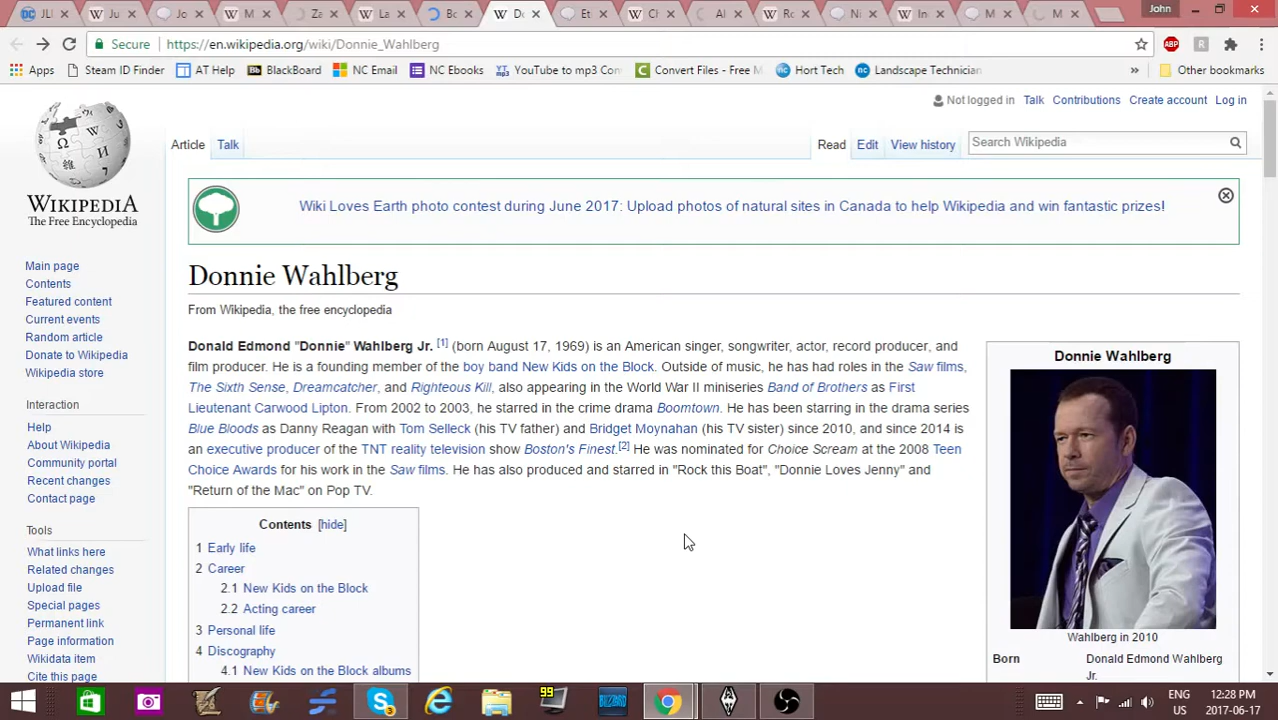 JLI
Ju
Jo
M
Za
La
Bo
Do
Et
Ch
Al
Ro
Ni
In
M
M
John
Secure
https://en.wikipedia.org/wiki/Donnie_Wahlberg
ABP
R
Apps
Steam ID Finder
AT Help
BlackBoard
NC Email
NC Ebooks
YouTube to mp3 Con
Convert Files - Free M
Hort Tech
Landscape Technician
»
Other bookmarks
Not logged in Talk Contributions Create account Log in
WIKIPEDIA
The Free Encyclopedia
Article Talk
Read Edit View history
Search Wikipedia
Wiki Loves Earth photo contest during June 2017: Upload photos of natural sites in Canada to help Wikipedia and win fantastic prizes!
Main page
Contents
Featured content
Current events
Random article
Donate to Wikipedia
Wikipedia store
Interaction
Help
About Wikipedia
Community portal
Recent changes
Contact page
Tools
What links here
Related changes
Upload file
Special pages
Permanent link
Page information
Wikidata item
Cite this page
Donnie Wahlberg
From Wikipedia, the free encyclopedia
Donald Edmond "Donnie" Wahlberg Jr. [1] (born August 17, 1969) is an American singer, songwriter, actor, record producer, and
film producer. He is a founding member of the boy band New Kids on the Block. Outside of music, he has had roles in the Saw films,
The Sixth Sense, Dreamcatcher, and Righteous Kill, also appearing in the World War II miniseries Band of Brothers as First
Lieutenant Carwood Lipton. From 2002 to 2003, he starred in the crime drama Boomtown. He has been starring in the drama series
Blue Bloods as Danny Reagan with Tom Selleck (his TV father) and Bridget Moynahan (his TV sister) since 2010, and since 2014 is
an executive producer of the TNT reality television show Boston's Finest.[2] He was nominated for Choice Scream at the 2008 Teen
Choice Awards for his work in the Saw films. He has also produced and starred in "Rock this Boat", "Donnie Loves Jenny" and
"Return of the Mac" on Pop TV.
Contents [hide]
1 Early life
2 Career
2.1 New Kids on the Block
2.2 Acting career
3 Personal life
4 Discography
4.1 New Kids on the Block albums
Donnie Wahlberg
Wahlberg in 2010
Born Donald Edmond Wahlberg
Jr.
99
BLIZZARD
ENG
US
12:28 PM
2017-06-17